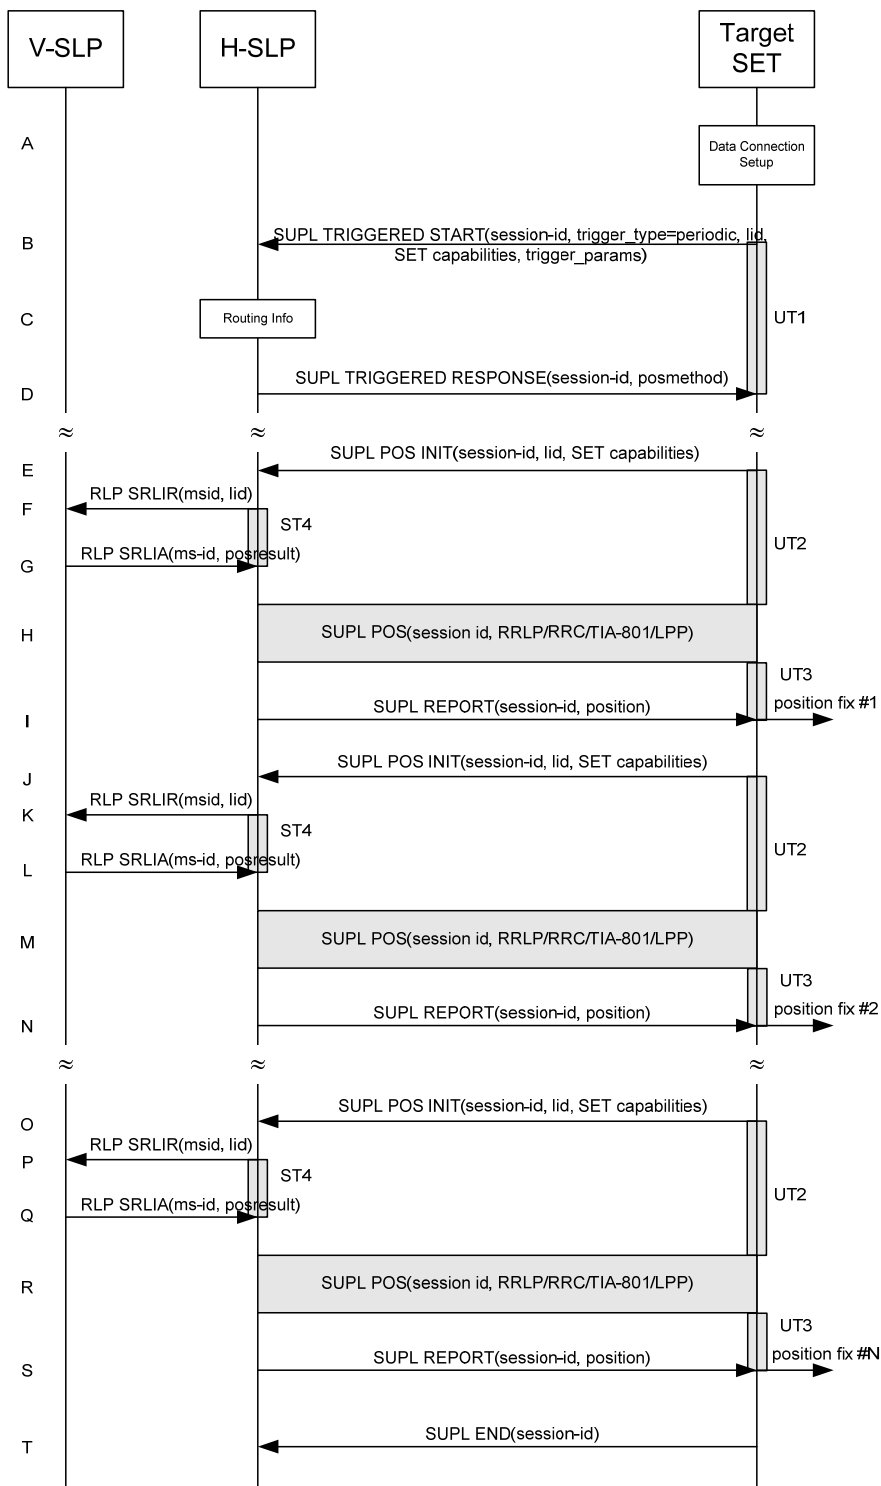 V-SLP
H-SLP
Target
SET
A
Data Connection
Setup
B
SUPL TRIGGERED START(session-id, trigger_type=periodic, lid,
SET capabilities, trigger_params)
C
Routing Info
UT1
D
SUPL TRIGGERED RESPONSE(session-id, posmethod)
≈ ≈ ≈
E
SUPL POS INIT(session-id, lid, SET capabilities)
F
RLP SRLIR(msid, lid)
ST4
UT2
G
RLP SRLIA(ms-id, posresult)
H
SUPL POS(session id, RRLP/RRC/TIA-801/LPP)
UT3
I
SUPL REPORT(session-id, position)
position fix #1
J
SUPL POS INIT(session-id, lid, SET capabilities)
K
RLP SRLIR(msid, lid)
ST4
UT2
L
RLP SRLIA(ms-id, posresult)
M
SUPL POS(session id, RRLP/RRC/TIA-801/LPP)
UT3
N
SUPL REPORT(session-id, position)
position fix #2
≈ ≈ ≈
O
SUPL POS INIT(session-id, lid, SET capabilities)
P
RLP SRLIR(msid, lid)
ST4
UT2
Q
RLP SRLIA(ms-id, posresult)
R
SUPL POS(session id, RRLP/RRC/TIA-801/LPP)
UT3
S
SUPL REPORT(session-id, position)
position fix #N
T
SUPL END(session-id)